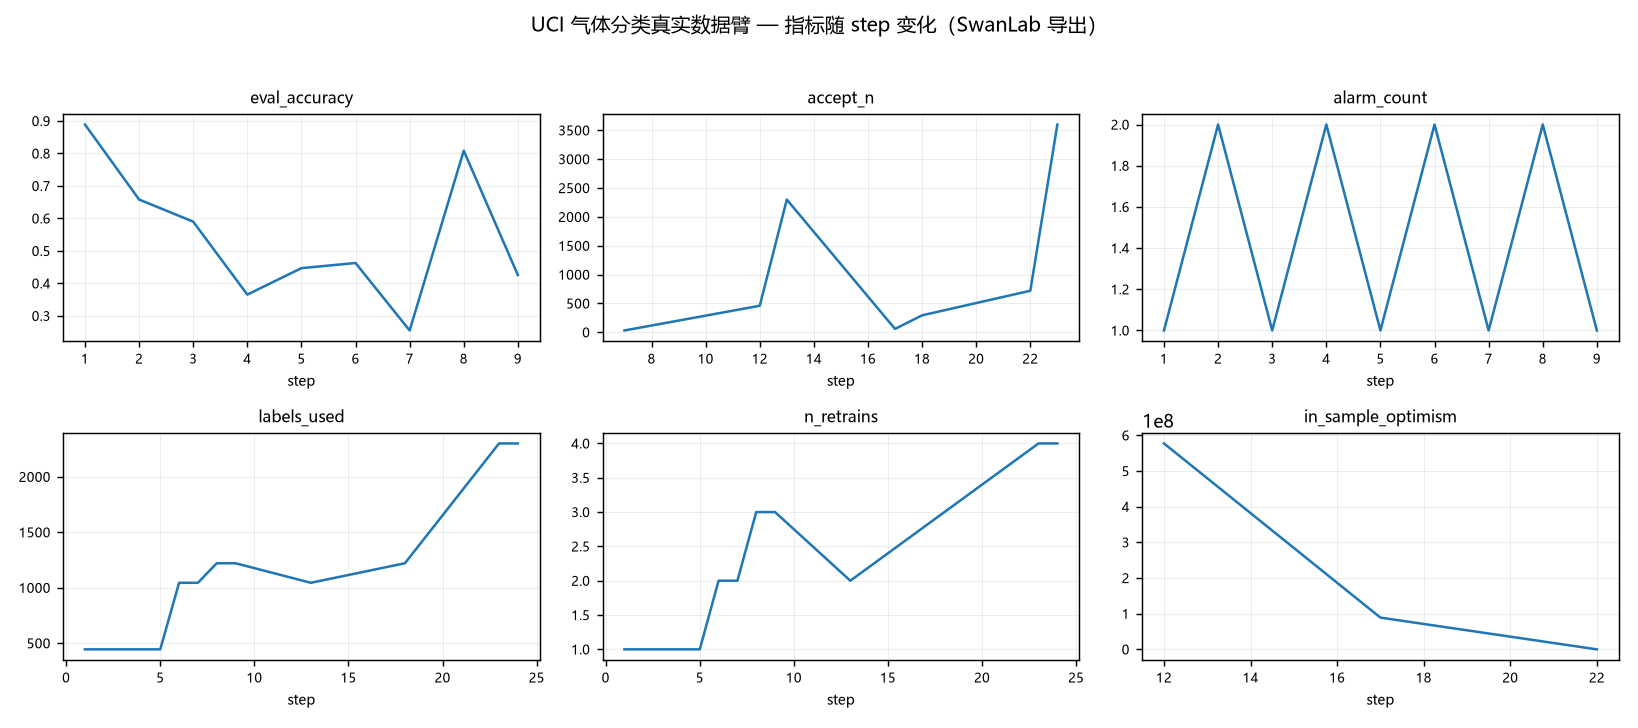 UCI 气体分类真实数据臂 — 指标随 step 变化（SwanLab 导出）
eval_accuracy
0.9
0.8
0.7
0.6
0.5
0.4
0.3
1 2 3 4 5 6 7 8 9
step
accept_n
3500
3000
2500
2000
1500
1000
500
0
8 10 12 14 16 18 20 22
step
alarm_count
2.0
1.8
1.6
1.4
1.2
1.0
1 2 3 4 5 6 7 8 9
step
labels_used
2000
1500
1000
500
0 5 10 15 20 25
step
n_retrains
4.0
3.5
3.0
2.5
2.0
1.5
1.0
0 5 10 15 20 25
step
in_sample_optimism
1e8
6
5
4
3
2
1
0
12 14 16 18 20 22
step